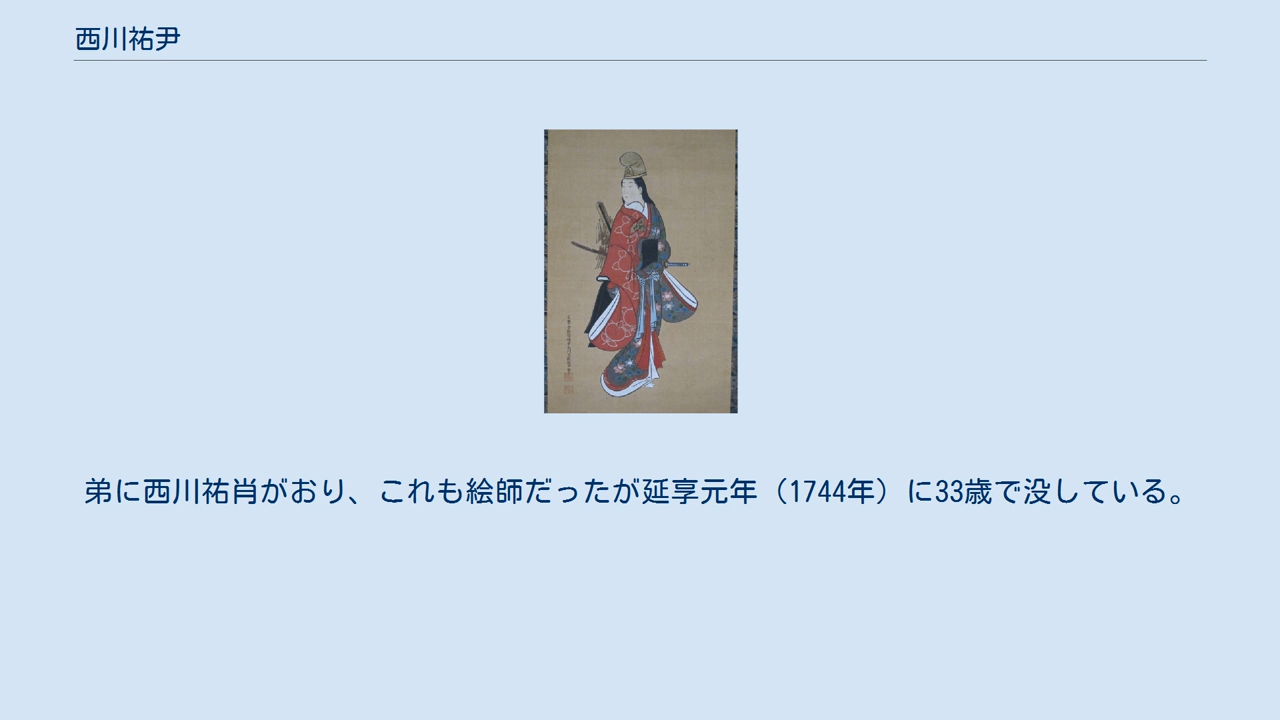 西川祐尹
弟に西川祐肖がおり、これも絵師だったが延享元年（1744年）に33歳で没している。